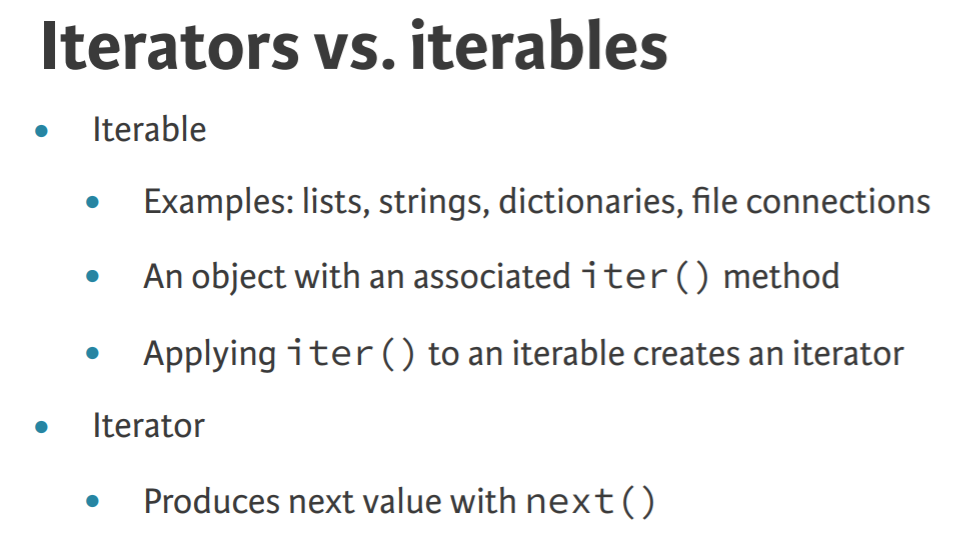 Iterators vs. iterables
• Iterable
• Examples: lists, strings, dictionaries, file connections
• An object with an associated iter() method
• Applying iter() to an iterable creates an iterator
• Iterator
• Produces next value with next()